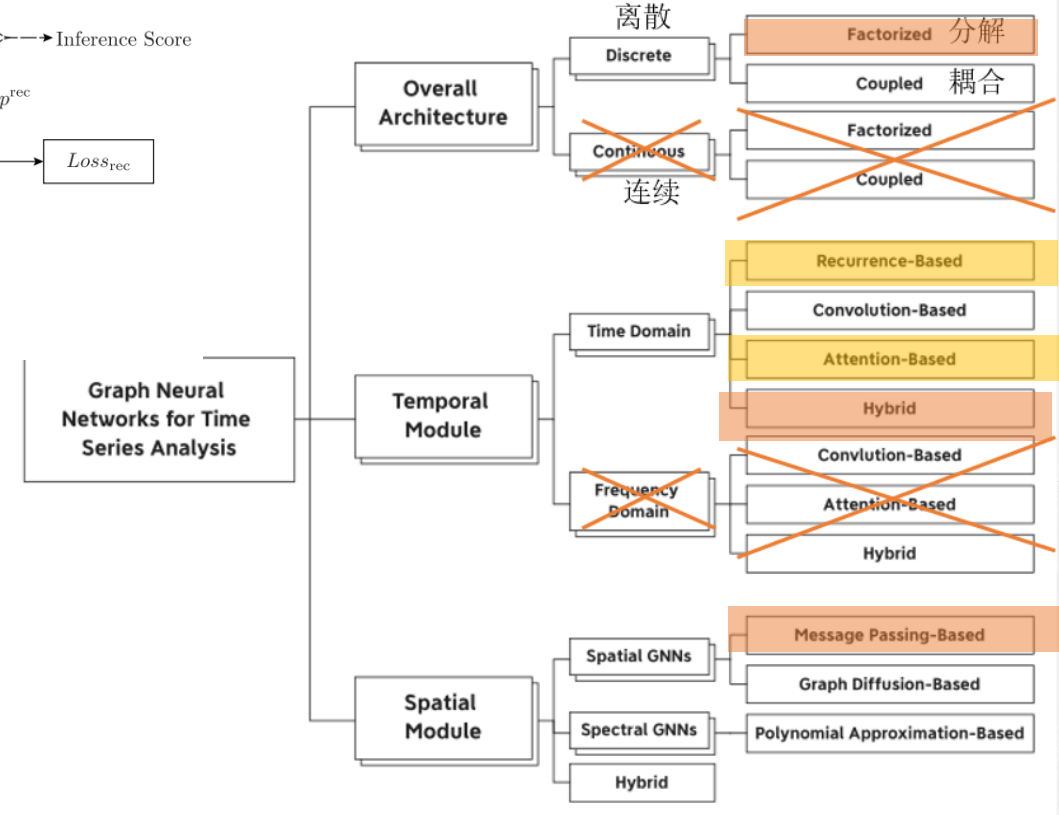 Inference Score
p^rec
Loss_rec
Graph Neural
Networks for Time
Series Analysis
Overall
Architecture
离散
Discrete
Factorized 分解
Coupled 耦合
Continuous
连续
Factorized
Coupled
Temporal
Module
Time Domain
Recurrence-Based
Convolution-Based
Attention-Based
Hybrid
Frequency
Domain
Convlution-Based
Attention-Based
Hybrid
Spatial
Module
Spatial GNNs
Message Passing-Based
Graph Diffusion-Based
Spectral GNNs
Polynomial Approximation-Based
Hybrid